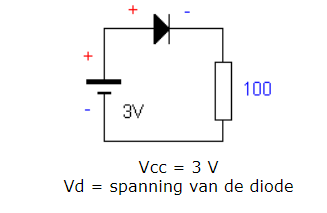 + -
+
100
- 3V
Vcc = 3 V
Vd = spanning van de diode